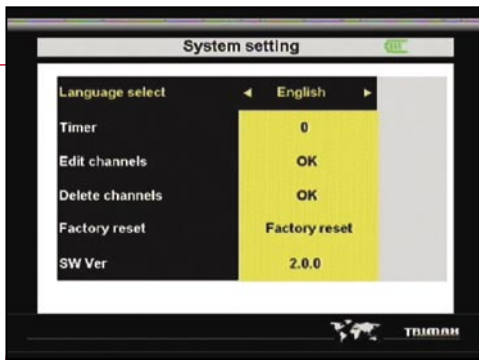 System setting
Language select ◄ English ►
Timer 0
Edit channels OK
Delete channels OK
Factory reset Factory reset
SW Ver 2.0.0
TRIMAX